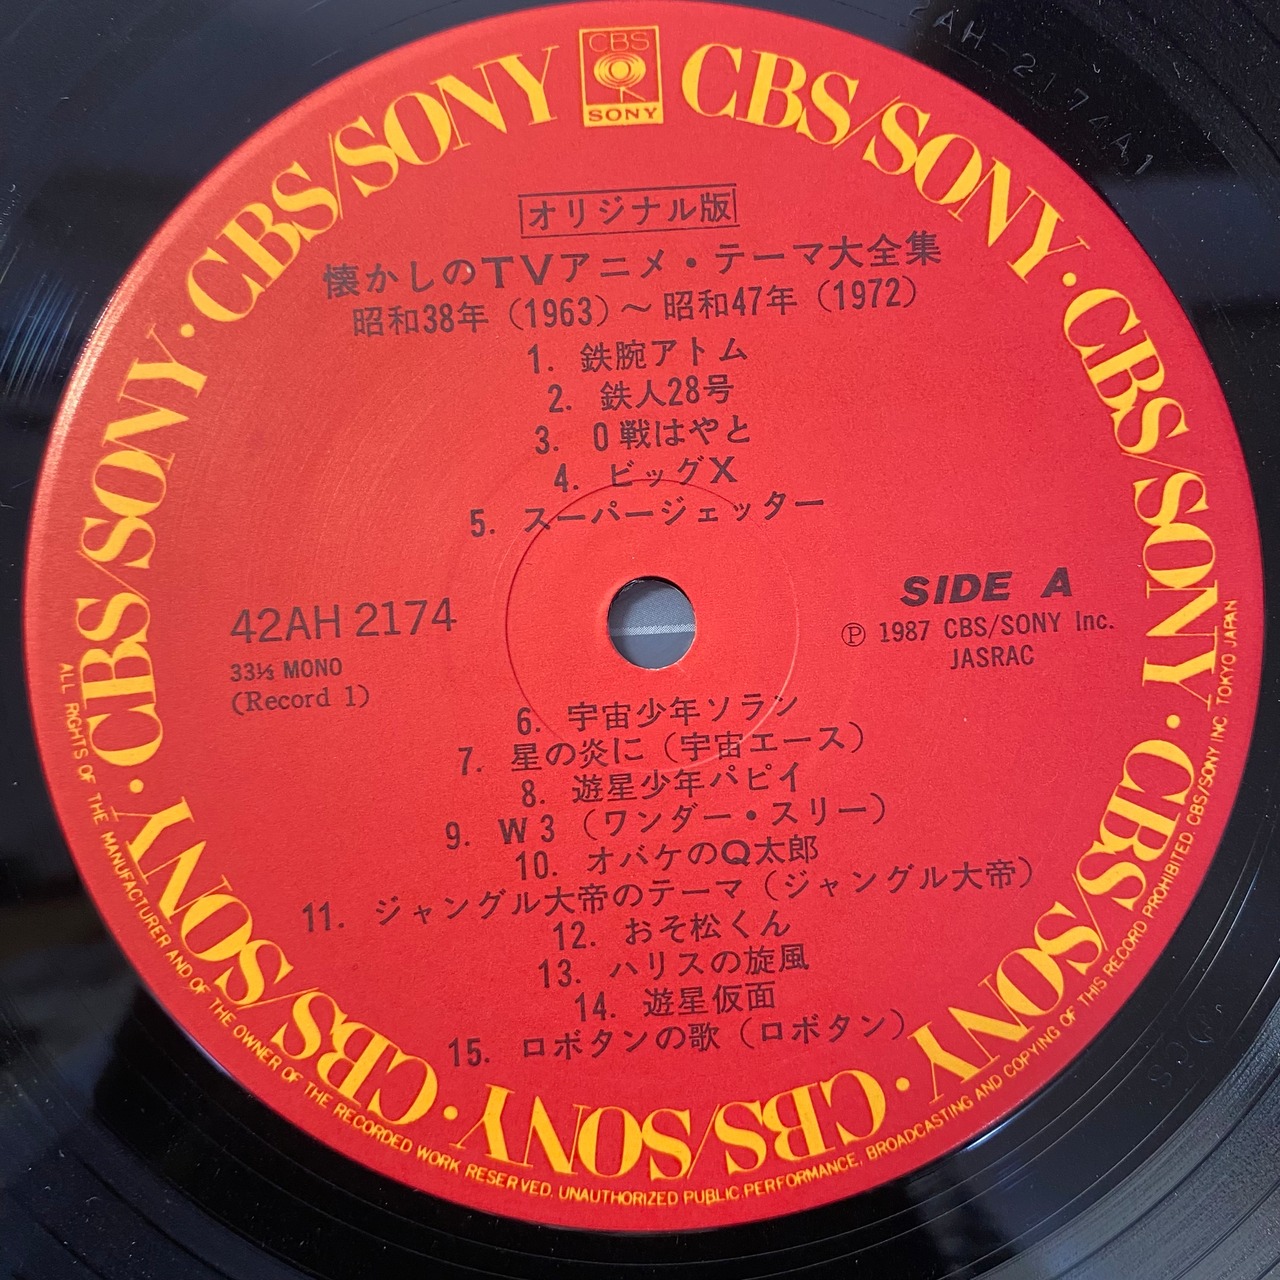 CBS
SONY
CBS/SONY · CBS/SONY · CBS/SONY · CBS/SONY · CBS/SONY · CBS/SONY · CBS/SONY · CBS/SONY · CBS/SONY
2AH-2174A1
オリジナル版
懐かしのTVアニメ・テーマ大全集
昭和38年（1963）～昭和47年（1972）
1. 鉄腕アトム
2. 鉄人28号
3. 0戦はやと
4. ビッグX
5. スーパージェッター
42AH 2174
33⅓ MONO
(Record 1)
SIDE A
Ⓟ 1987 CBS/SONY Inc.
JASRAC
6. 宇宙少年ソラン
7. 星の炎に（宇宙エース）
8. 遊星少年パピイ
9. W3（ワンダー・スリー）
10. オバケのQ太郎
11. ジャングル大帝のテーマ（ジャングル大帝）
12. おそ松くん
13. ハリスの旋風
14. 遊星仮面
15. ロボタンの歌（ロボタン）
ALL RIGHTS OF THE MANUFACTURER AND OF THE OWNER OF THE RECORDED WORK RESERVED. UNAUTHORIZED PUBLIC PERFORMANCE, BROADCASTING AND COPYING OF THIS RECORD PROHIBITED. CBS/SONY INC. TOKYO JAPAN